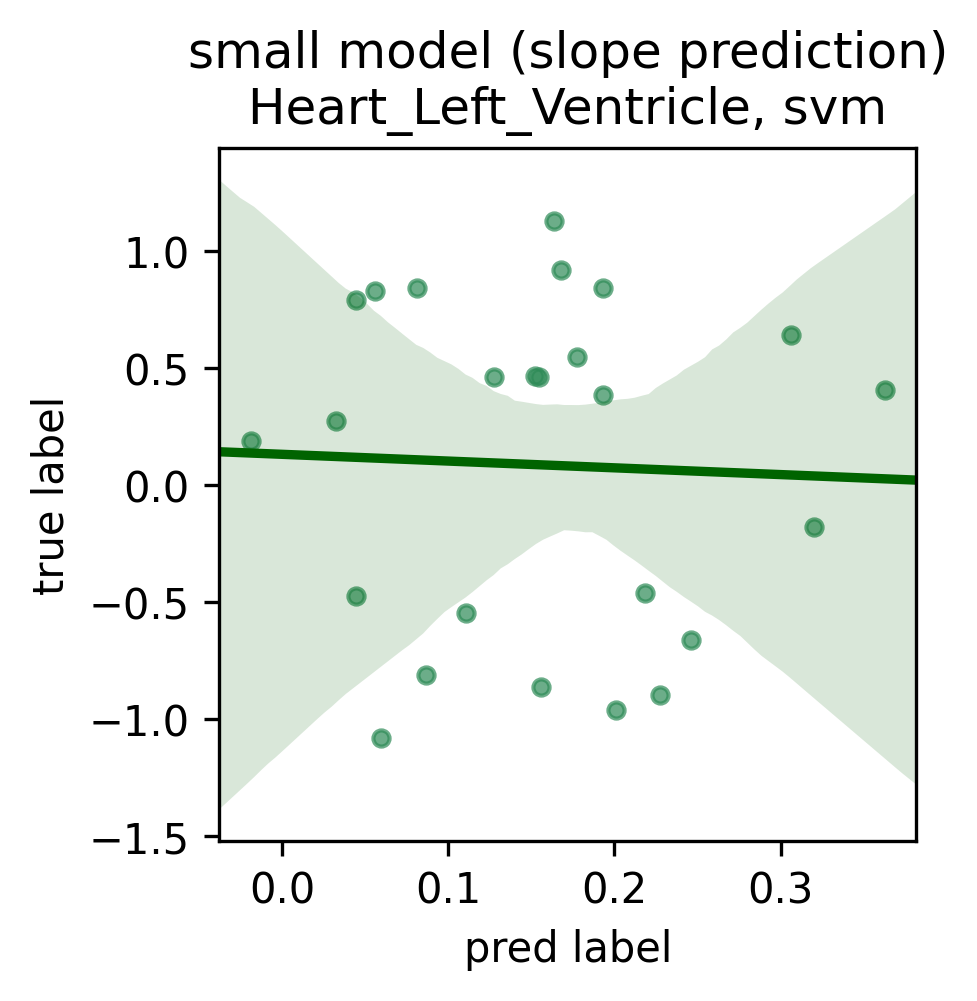 small model (slope prediction)
Heart_Left_Ventricle, svm
1.0
0.5
0.0
−0.5
−1.0
−1.5
true label
0.0 0.1 0.2 0.3
pred label